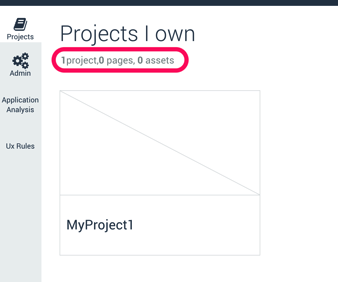 Projects I own
1project,0 pages, 0 assets
Projects
Admin
Application
Analysis
Ux Rules
MyProject1